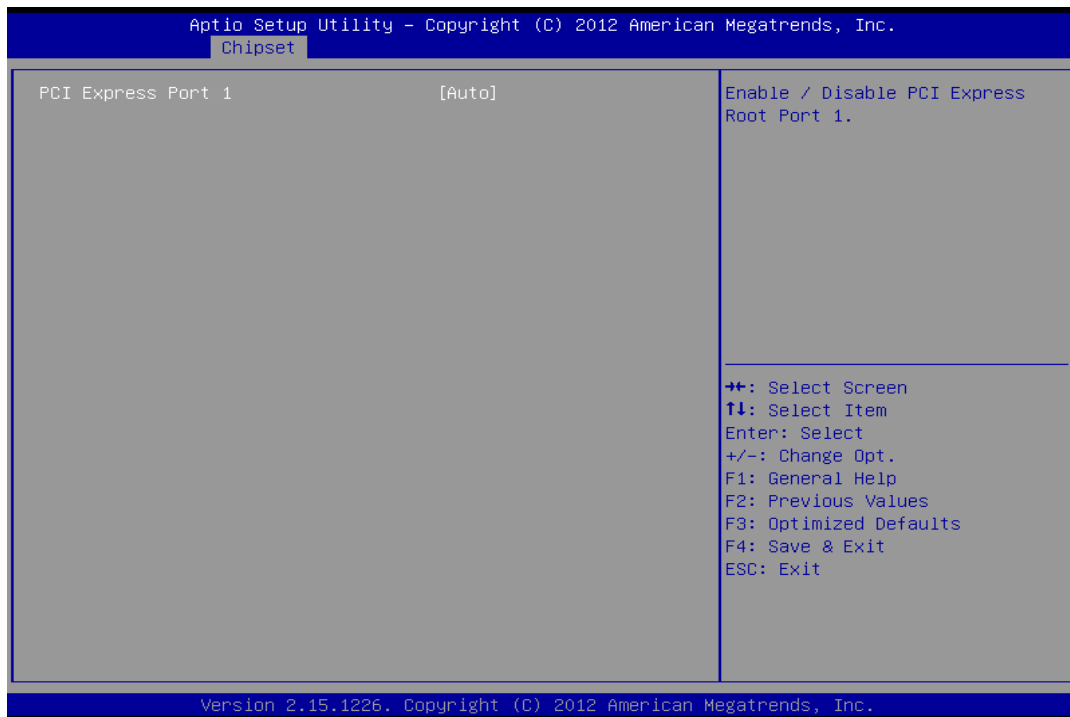 Aptio Setup Utility – Copyright (C) 2012 American Megatrends, Inc.
Chipset
PCI Express Port 1 [Auto]
Enable / Disable PCI Express
Root Port 1.
→←: Select Screen
↑↓: Select Item
Enter: Select
+/-: Change Opt.
F1: General Help
F2: Previous Values
F3: Optimized Defaults
F4: Save & Exit
ESC: Exit
Version 2.15.1226. Copyright (C) 2012 American Megatrends, Inc.